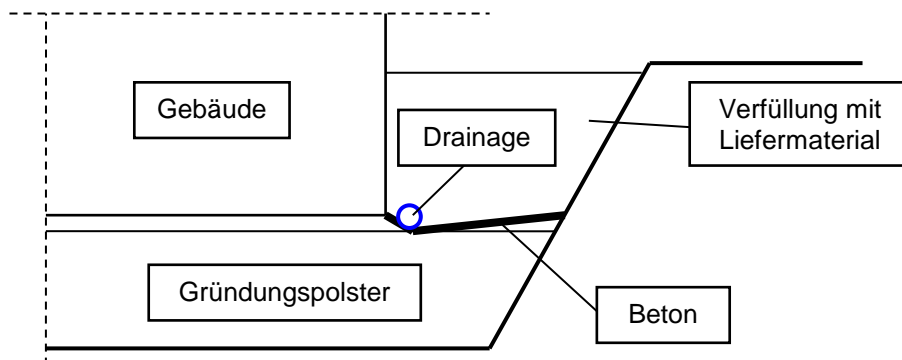 Gebäude
Drainage
Verfüllung mit
Liefermaterial
Gründungspolster
Beton